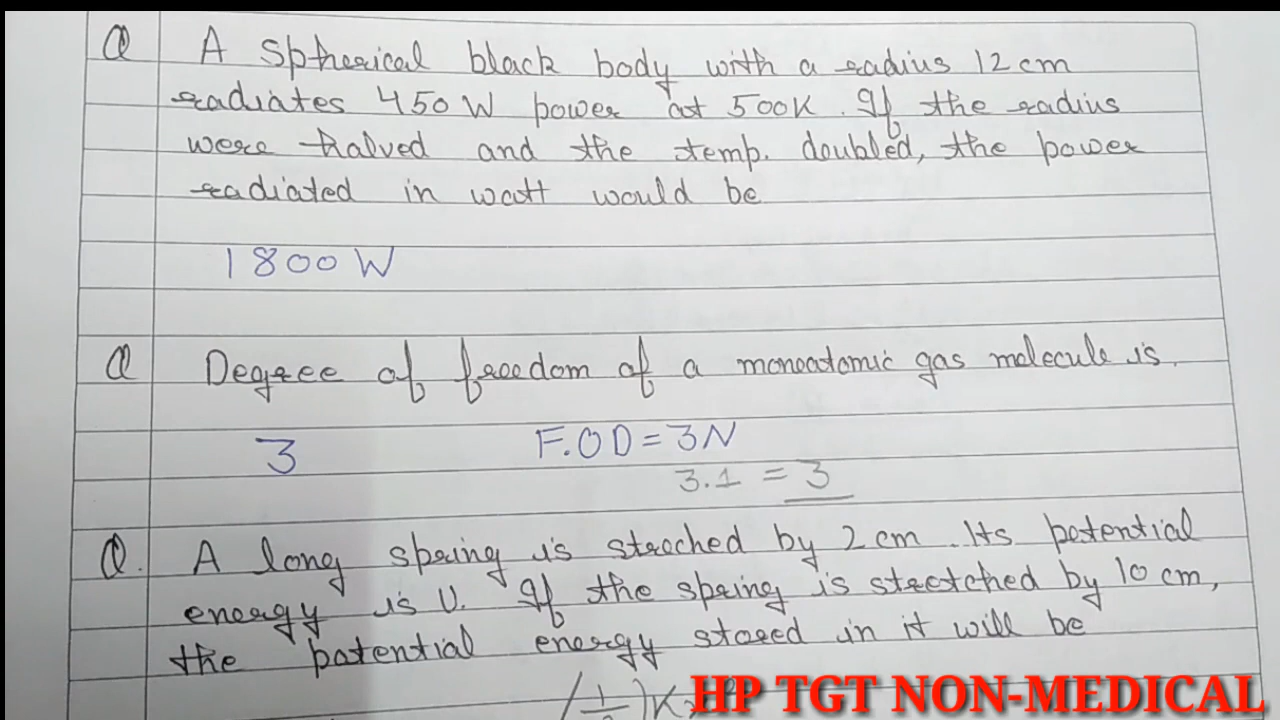 Q A Spherical black body with a radius 12 cm
radiates 450 W power at 500K. If the radius
were halved and the temp. doubled, the power
radiated in watt would be
1800 W
Q Degree of freedom of a monoatomic gas molecule is.
3 F.O D = 3N
3.1 = 3
Q. A long spring is streched by 2 cm. Its potential
energy is U. If the spring is stretched by 10 cm,
the potential energy stored in it will be
HP TGT NON-MEDICAL